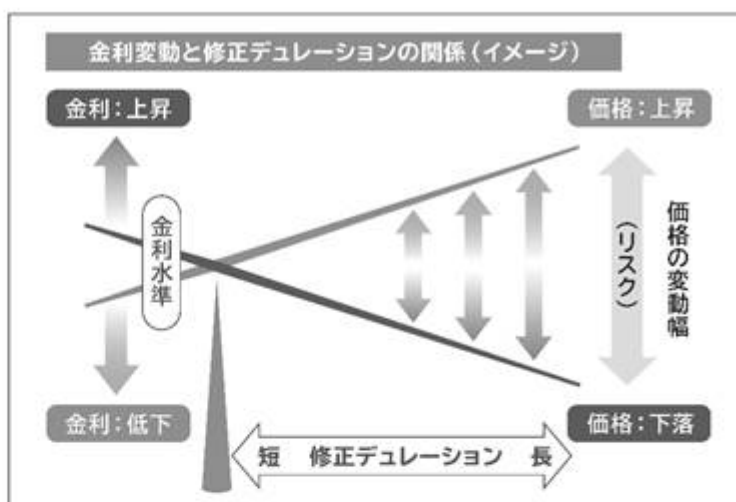 金利変動と修正デュレーションの関係（イメージ）
金利：上昇
価格：上昇
金利水準
（リスク）
価格の変動幅
金利：低下
価格：下落
短 修正デュレーション 長